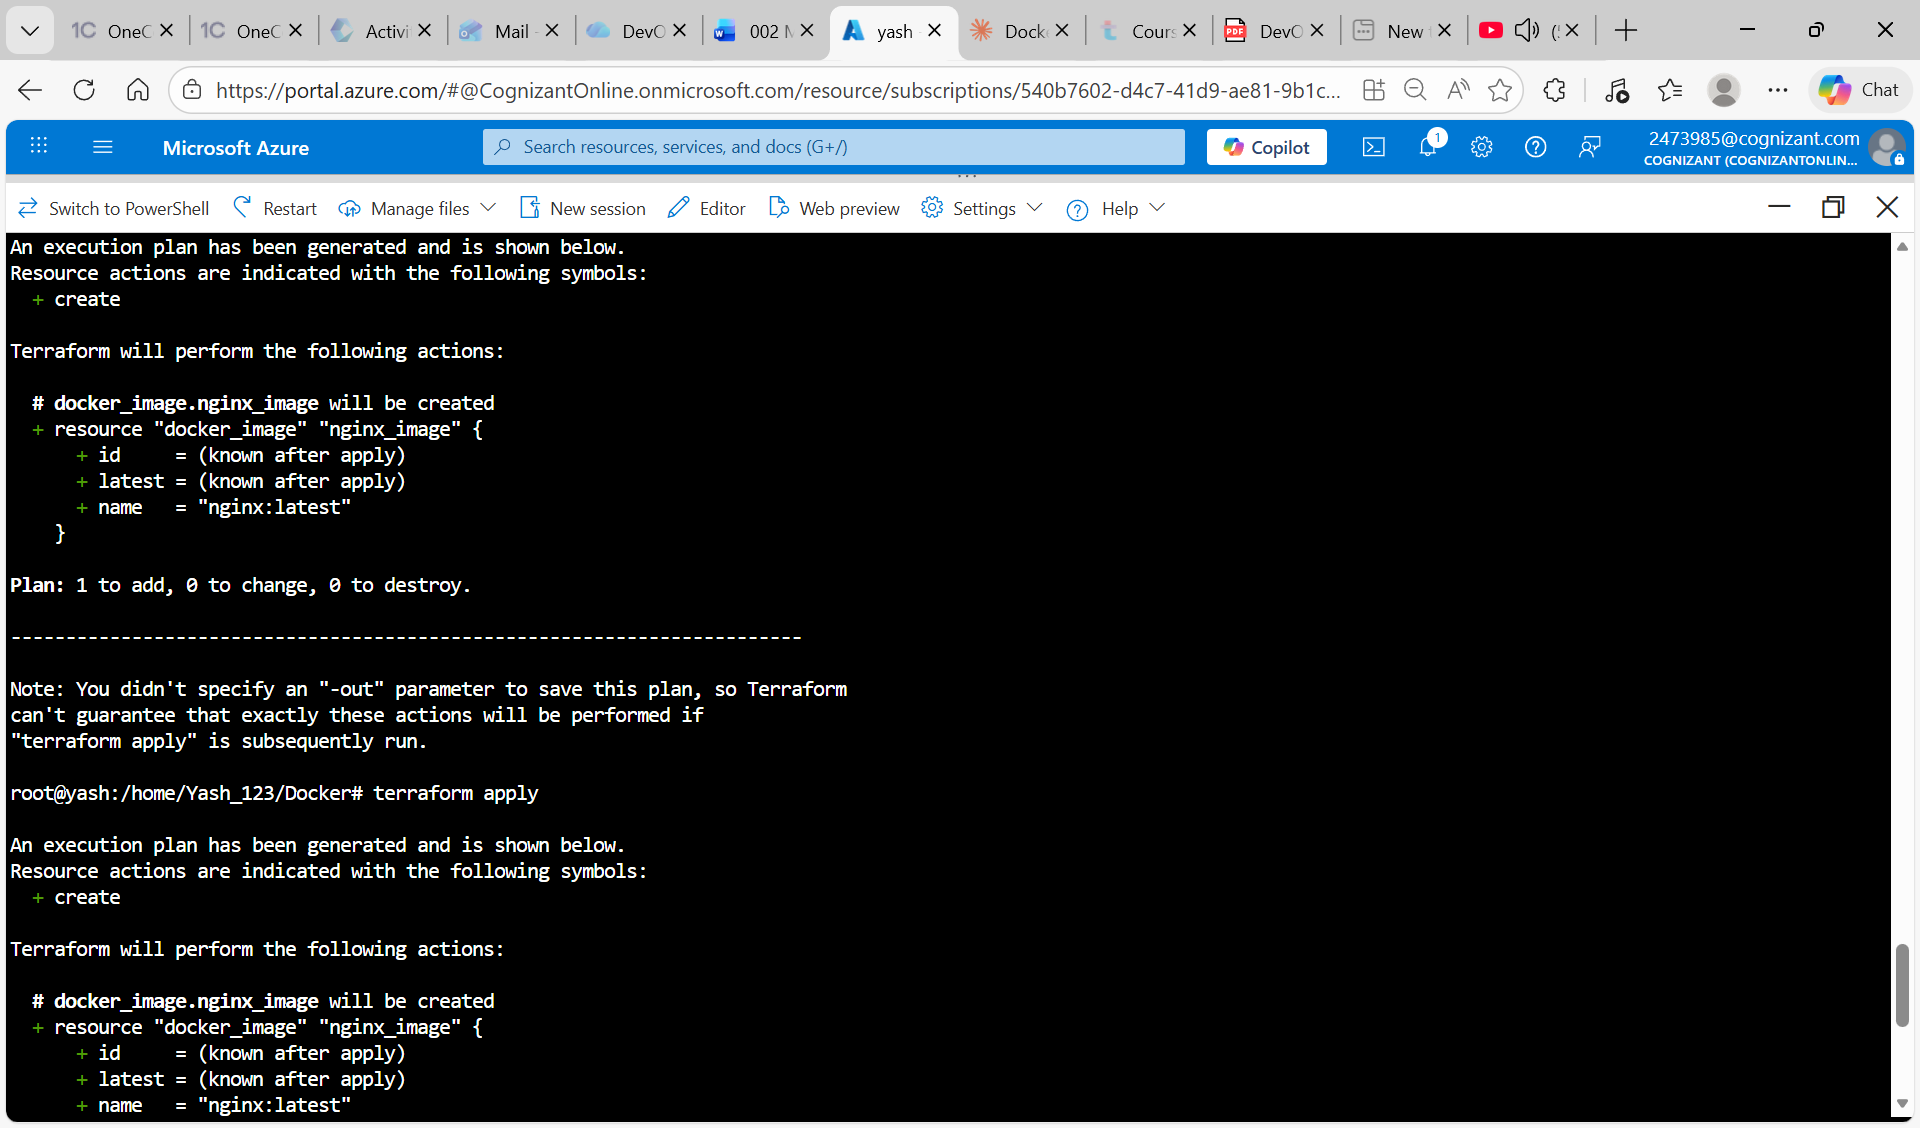 OneC
OneC
Activi
Mail -
DevO
002 M
yash -
Dock
Cours
DevO
New
(
https://portal.azure.com/#@CognizantOnline.onmicrosoft.com/resource/subscriptions/540b7602-d4c7-41d9-ae81-9b1c...
Chat
Microsoft Azure
Search resources, services, and docs (G+/)
Copilot
1
2473985@cognizant.com
COGNIZANT (COGNIZANTONLIN...
Switch to PowerShell
Restart
Manage files
New session
Editor
Web preview
Settings
Help
An execution plan has been generated and is shown below.
Resource actions are indicated with the following symbols:
+ create
Terraform will perform the following actions:
# docker_image.nginx_image will be created
+ resource "docker_image" "nginx_image" {
+ id     = (known after apply)
+ latest = (known after apply)
+ name   = "nginx:latest"
}
Plan: 1 to add, 0 to change, 0 to destroy.
------------------------------------------------------------------------
Note: You didn't specify an "-out" parameter to save this plan, so Terraform
can't guarantee that exactly these actions will be performed if
"terraform apply" is subsequently run.
root@yash:/home/Yash_123/Docker# terraform apply
An execution plan has been generated and is shown below.
Resource actions are indicated with the following symbols:
+ create
Terraform will perform the following actions:
# docker_image.nginx_image will be created
+ resource "docker_image" "nginx_image" {
+ id     = (known after apply)
+ latest = (known after apply)
+ name   = "nginx:latest"